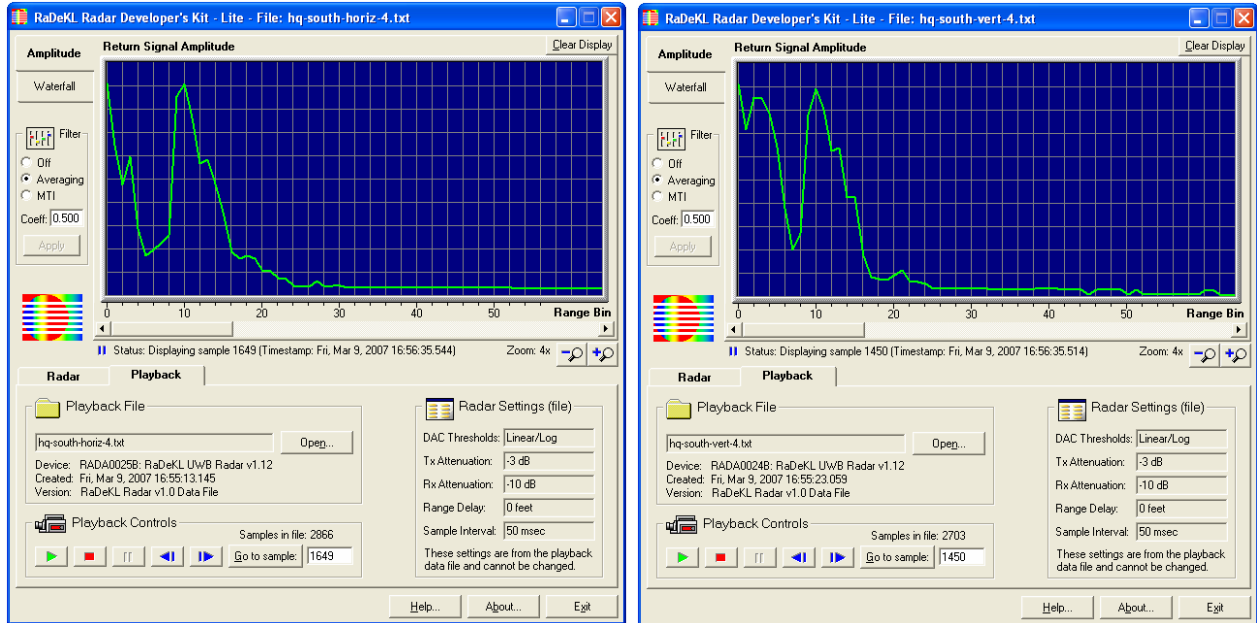 RaDeKL Radar Developer's Kit - Lite - File: hq-south-horiz-4.txt
Amplitude
Return Signal Amplitude
Clear Display
Waterfall
Filter
Off
Averaging
MTI
Coeff: 0.500
Apply
0 10 20 30 40 50 Range Bin
Status: Displaying sample 1649 (Timestamp: Fri, Mar 9, 2007 16:56:35.544)
Zoom: 4x
Radar
Playback
Playback File
hq-south-horiz-4.txt
Open...
Device: RADA0025B: RaDeKL UWB Radar v1.12
Created: Fri, Mar 9, 2007 16:55:13.145
Version: RaDeKL Radar v1.0 Data File
Playback Controls
Samples in file: 2866
Go to sample: 1649
Radar Settings (file)
DAC Thresholds: Linear/Log
Tx Attenuation: -3 dB
Rx Attenuation: -10 dB
Range Delay: 0 feet
Sample Interval: 50 msec
These settings are from the playback
data file and cannot be changed.
Help...
About...
Exit
RaDeKL Radar Developer's Kit - Lite - File: hq-south-vert-4.txt
Amplitude
Return Signal Amplitude
Clear Display
Waterfall
Filter
Off
Averaging
MTI
Coeff: 0.500
Apply
0 10 20 30 40 50 Range Bin
Status: Displaying sample 1450 (Timestamp: Fri, Mar 9, 2007 16:56:35.514)
Zoom: 4x
Radar
Playback
Playback File
hq-south-vert-4.txt
Open...
Device: RADA0024B: RaDeKL UWB Radar v1.12
Created: Fri, Mar 9, 2007 16:55:23.059
Version: RaDeKL Radar v1.0 Data File
Playback Controls
Samples in file: 2703
Go to sample: 1450
Radar Settings (file)
DAC Thresholds: Linear/Log
Tx Attenuation: -3 dB
Rx Attenuation: -10 dB
Range Delay: 0 feet
Sample Interval: 50 msec
These settings are from the playback
data file and cannot be changed.
Help...
About...
Exit